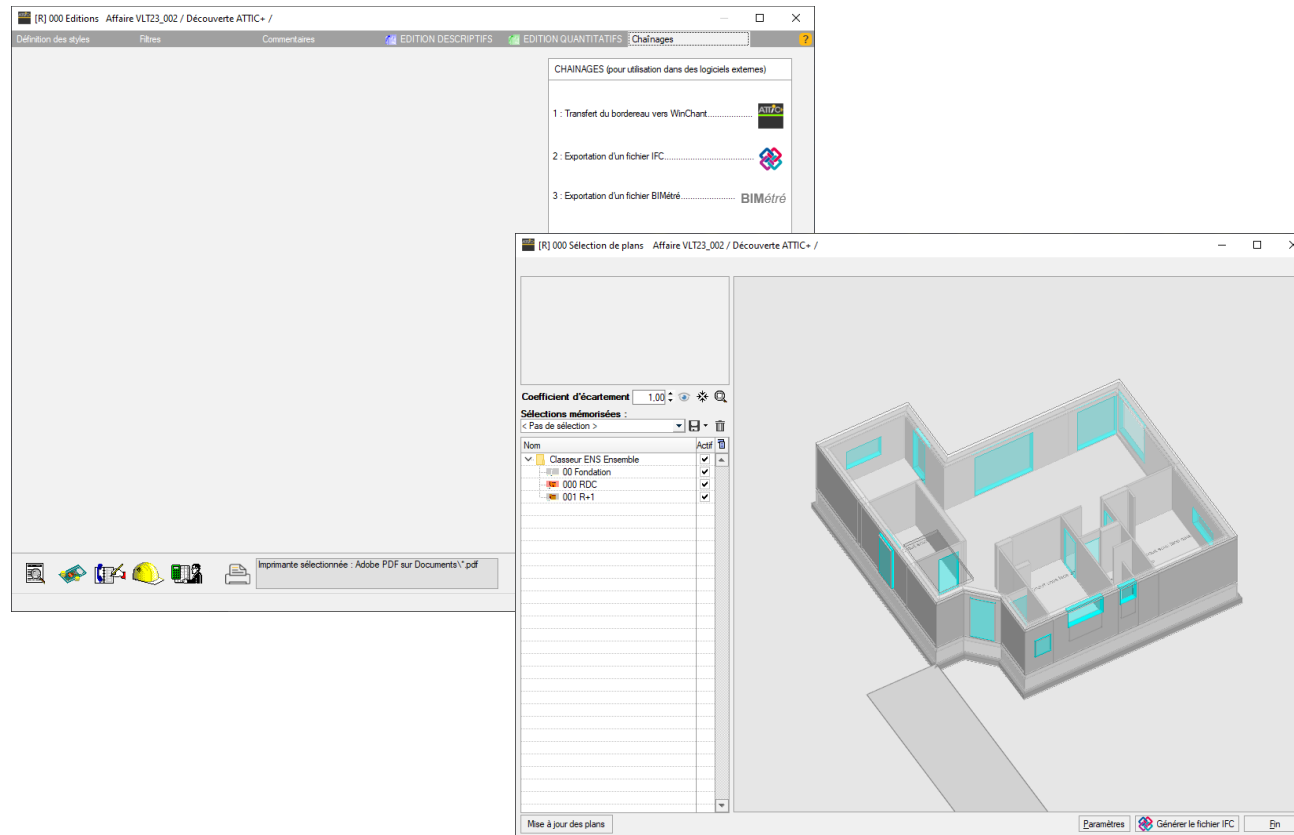 [R] 000 Editions Affaire VLT23_002 / Découverte ATTIC+ /
Définition des styles Filtres Commentaires EDITION DESCRIPTIFS EDITION QUANTITATIFS Chaînages ?
CHAINAGES (pour utilisation dans des logiciels externes)
1 : Transfert du bordereau vers WinChant................... ATTIC+
2 : Exportation d'un fichier IFC......................................
3 : Exportation d'un fichier BIMétré....................... BIMétré
Imprimante sélectionnée : Adobe PDF sur Documents\*.pdf
[R] 000 Sélection de plans Affaire VLT23_002 / Découverte ATTIC+ /
Coefficient d'écartement 1.00
Sélections mémorisées :
< Pas de sélection >
Nom Actif
Classeur ENS Ensemble
00 Fondation
000 RDC
001 R+1
Mise à jour des plans Paramètres Générer le fichier IFC Fin